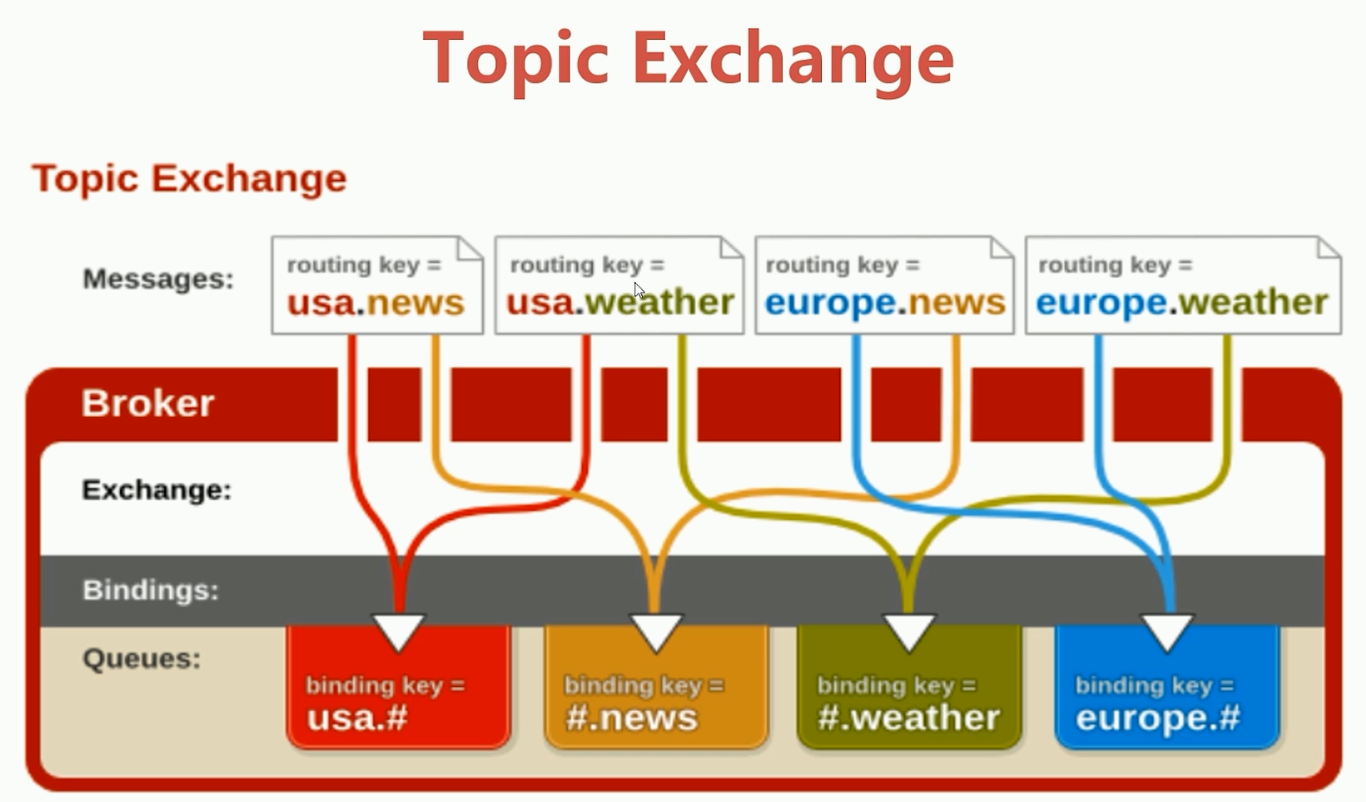 Topic Exchange
Topic Exchange
Messages:
routing key =
usa.news
routing key =
usa.weather
routing key =
europe.news
routing key =
europe.weather
Broker
Exchange:
Bindings:
Queues:
binding key =
usa.#
binding key =
#.news
binding key =
#.weather
binding key =
europe.#